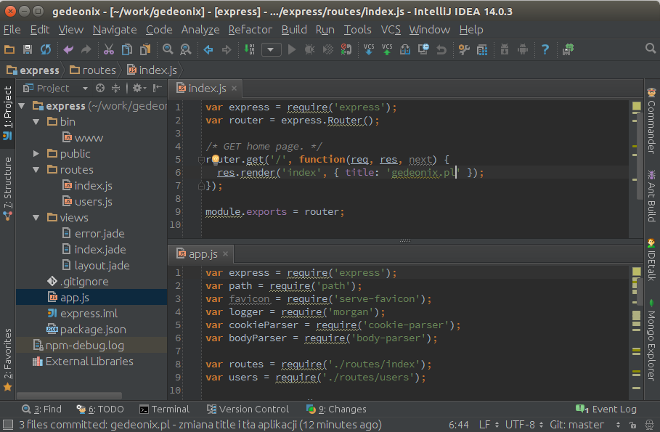 gedeonix - [~/work/gedeonix] - [express] - .../express/routes/index.js - IntelliJ IDEA 14.0.3
File Edit View Navigate Code Analyze Refactor Build Run Tools VCS Window Help
express routes index.js
1: Project
7: Structure
2: Favorites
Project
express (~/work/gedeonix/
bin
www
public
routes
index.js
users.js
views
error.jade
index.jade
layout.jade
.gitignore
app.js
express.iml
package.json
npm-debug.log
External Libraries
index.js
1 var express = require('express');
2 var router = express.Router();
3
4 /* GET home page. */
5 router.get('/', function(req, res, next) {
6 res.render('index', { title: 'gedeonix.pl' });
7 });
8
9 module.exports = router;
10
app.js
1 var express = require('express');
2 var path = require('path');
3 var favicon = require('serve-favicon');
4 var logger = require('morgan');
5 var cookieParser = require('cookie-parser');
6 var bodyParser = require('body-parser');
7
8 var routes = require('./routes/index');
9 var users = require('./routes/users');
10
Commander
Ant Build
IDEtalk
Mongo Explorer
3: Find 6: TODO Terminal Version Control 9: Changes 1 Event Log
3 files committed: gedeonix.pl - zmiana title i tła aplikacji (12 minutes ago) 6:44 LF UTF-8 Git: master